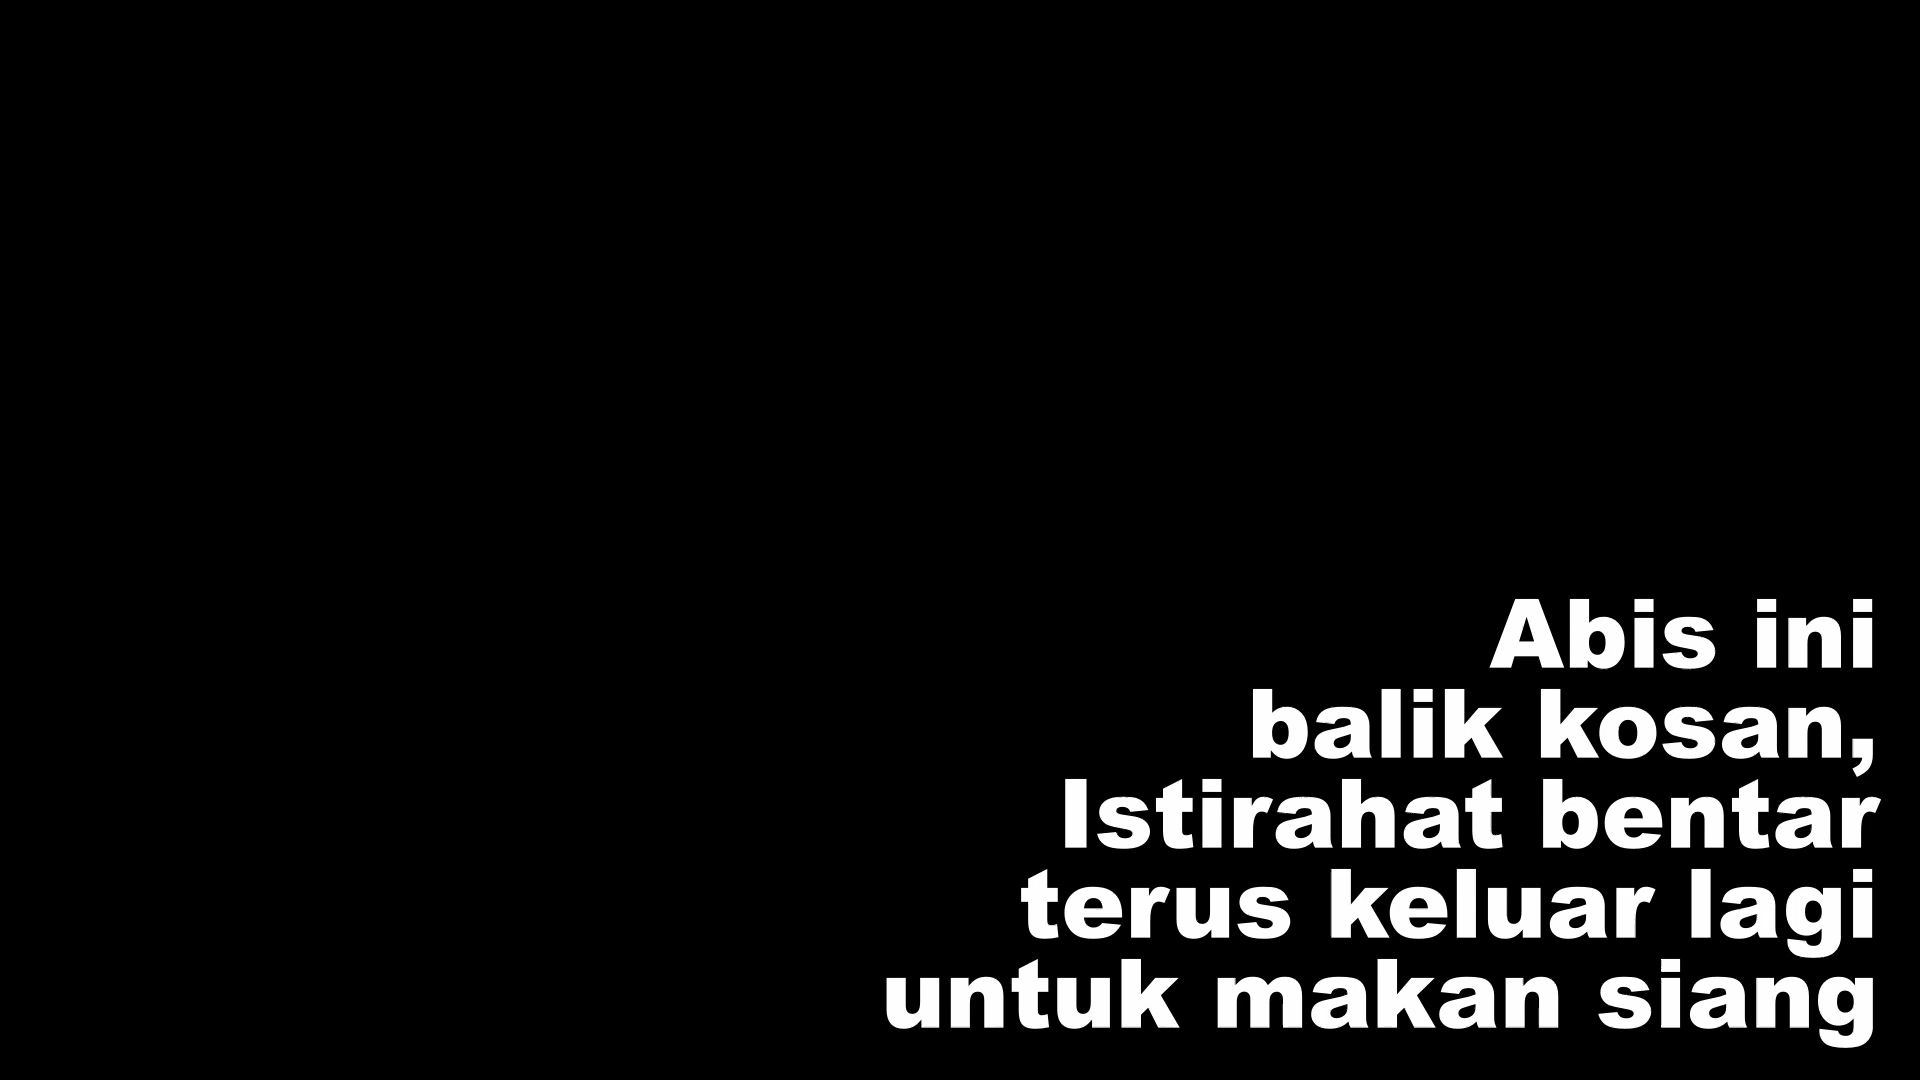 Abis ini
balik kosan,
Istirahat bentar
terus keluar lagi
untuk makan siang